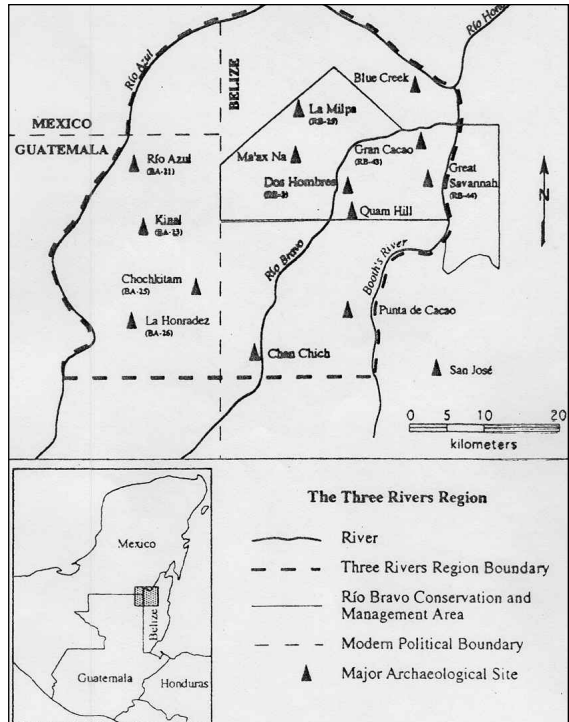 Río Azul
BELIZE
Río Hondo
Blue Creek
La Milpa
(RB-25)
MEXICO
GUATEMALA
Río Azul
(BA-21)
Ma'ax Na
Gran Cacao
(RB-43)
Great
Savannah
(RB-44)
Dos Hombres
(RB-2)
N
Kinal
(BA-23)
Quam Hill
Río Bravo
Booth's River
Chochkitam
(BA-25)
La Honradez
(BA-26)
Punta de Cacao
Chan Chich
San José
0 5 10 20
kilometers
The Three Rivers Region
River
Three Rivers Region Boundary
Río Bravo Conservation and
Management Area
Modern Political Boundary
Major Archaeological Site
Mexico
Belize
Guatemala
Honduras